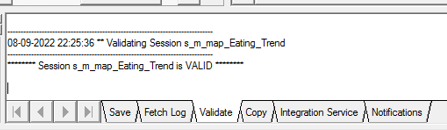 08-09-2022 22:25:36 ** Validating Session s_m_map_Eating_Trend
******** Session s_m_map_Eating_Trend is VALID ********
Save Fetch Log Validate Copy Integration Service Notifications